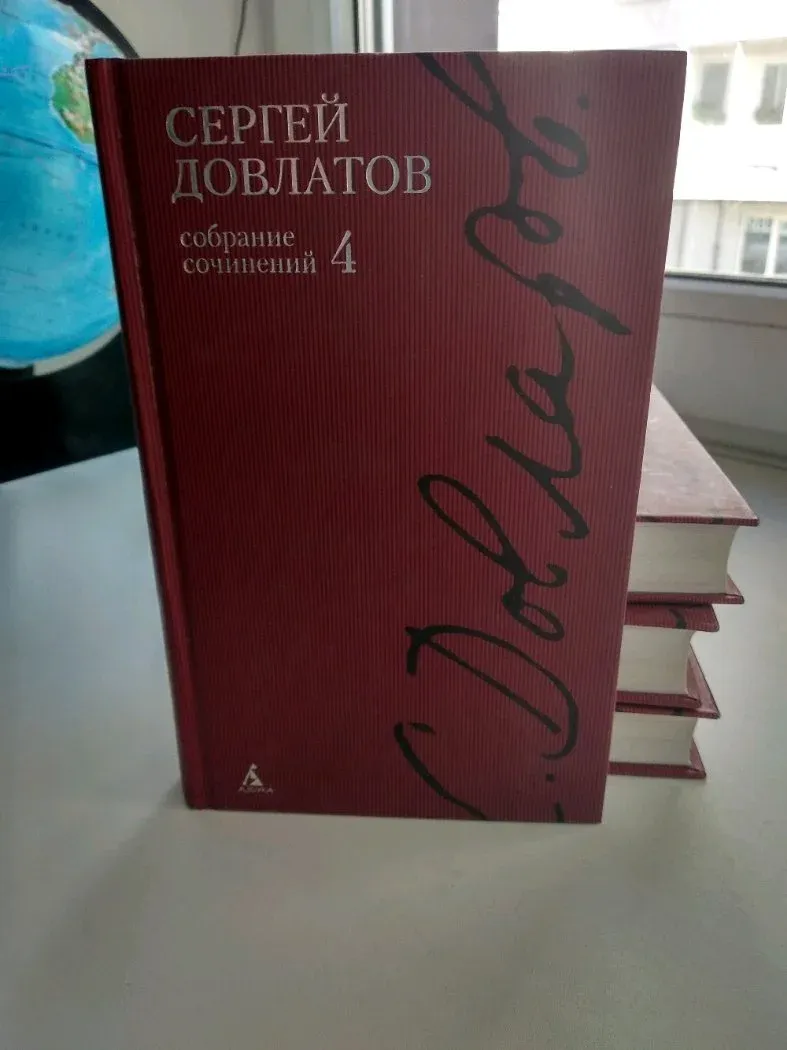 СЕРГЕЙ
ДОВЛАТОВ
собрание
сочинений 4
С. Довлатов.
АЗБУКА